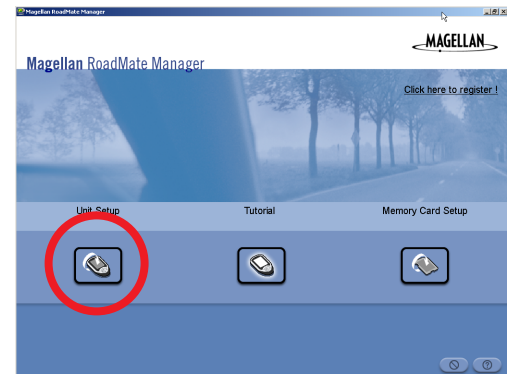 Magellan RoadMate Manager
MAGELLAN
Magellan RoadMate Manager
Click here to register !
Unit Setup
Tutorial
Memory Card Setup